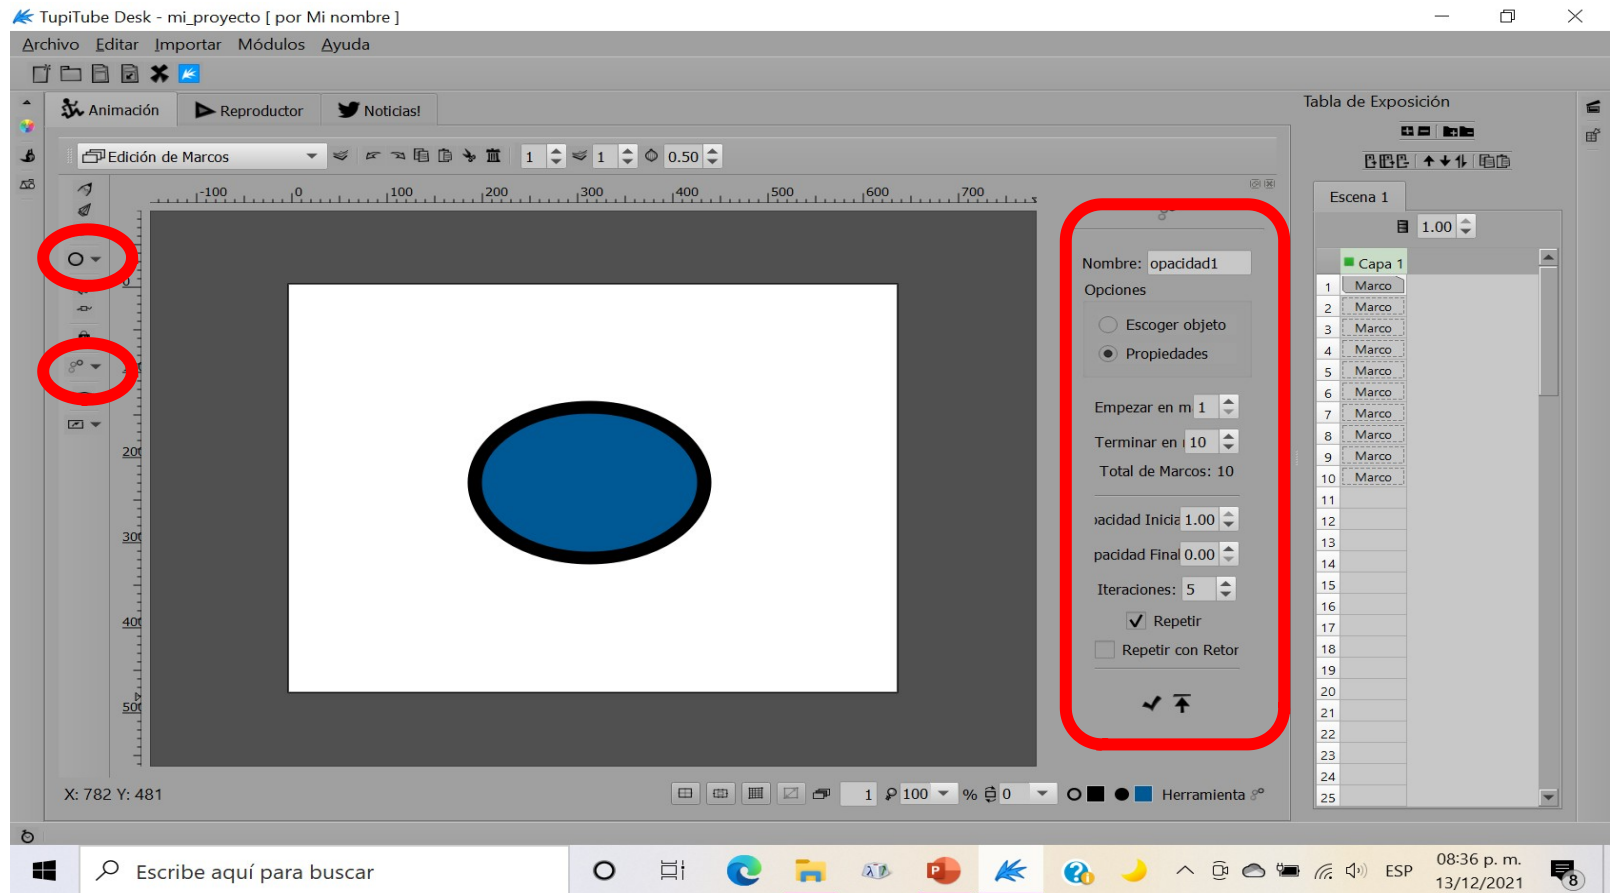 TupiTube Desk - mi_proyecto [ por Mi nombre ]
Archivo Editar Importar Módulos Ayuda
Animación Reproductor Noticias!
Tabla de Exposición
Edición de Marcos 1 1 0.50
-100 0 100 200 300 400 500 600 700
Escena 1
1.00
Nombre: opacidad1
Opciones
Escoger objeto
Propiedades
Empezar en m 1
Terminar en 10
Total de Marcos: 10
pacidad Inicia 1.00
pacidad Final 0.00
Iteraciones: 5
Repetir
Repetir con Retor
Capa 1
1 Marco
2 Marco
3 Marco
4 Marco
5 Marco
6 Marco
7 Marco
8 Marco
9 Marco
10 Marco
11
12
13
14
15
16
17
18
19
20
21
22
23
24
25
0
200
300
400
500
X: 782 Y: 481
1 100 % 0 Herramienta
Escribe aquí para buscar
ESP
08:36 p. m.
13/12/2021
8